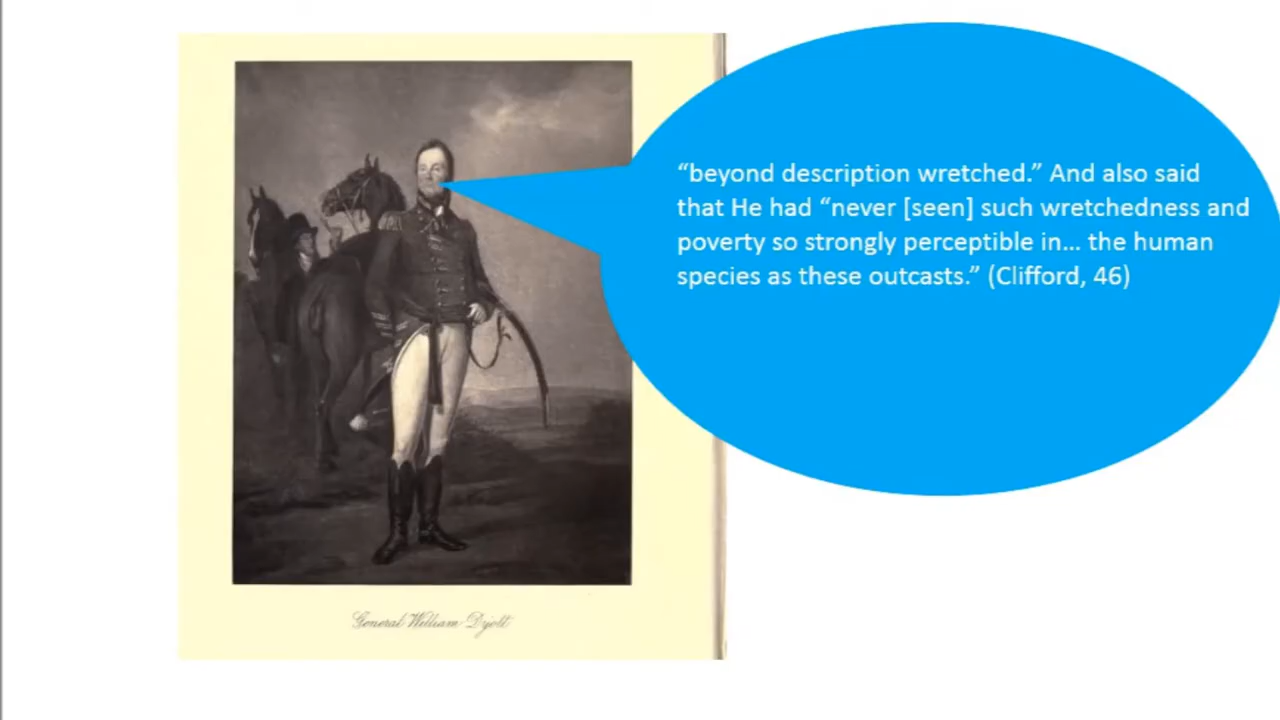 “beyond description wretched.” And also said
that He had “never [seen] such wretchedness and
poverty so strongly perceptible in... the human
species as these outcasts.” (Clifford, 46)
General William Dyott